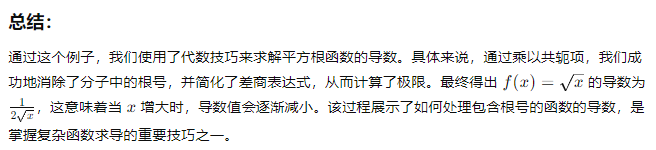 总结：
通过这个例子，我们使用了代数技巧来求解平方根函数的导数。具体来说，通过乘以共轭项，我们成
功地消除了分子中的根号，并简化了差商表达式，从而计算了极限。最终得出 f(x) = √x 的导数为
1/(2√x)，这意味着当 x 增大时，导数值会逐渐减小。该过程展示了如何处理包含根号的函数的导数，是
掌握复杂函数求导的重要技巧之一。